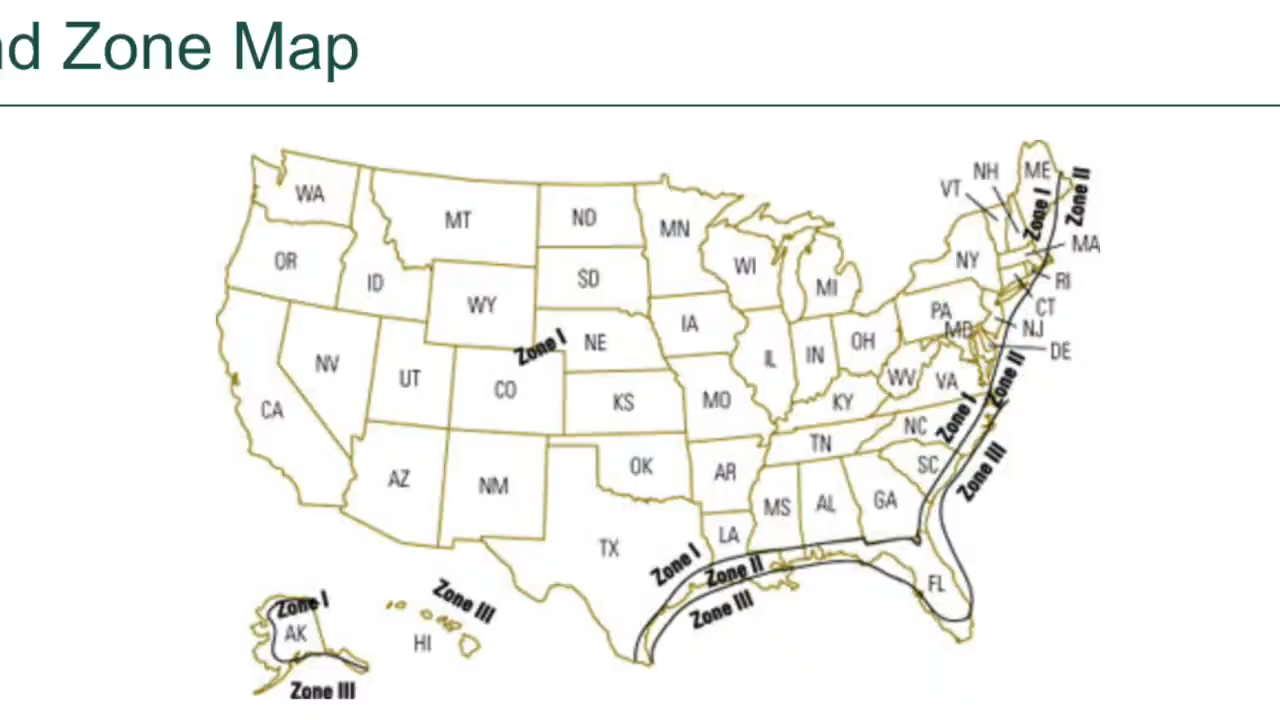 nd Zone Map
NH
ME
VT
Zone I
Zone II
WA
MT
ND
MN
MA
OR
ID
SD
WI
NY
RI
MI
WY
CT
PA
IA
MD
NJ
NE
Zone I
OH
DE
NV
IL
IN
UT
WV
VA
Zone II
CO
KS
MO
KY
CA
NC
Zone I
TN
SC
Zone III
OK
AR
AZ
NM
MS
AL
GA
LA
TX
Zone I
Zone II
FL
Zone III
Zone I
Zone III
AK
HI
Zone III